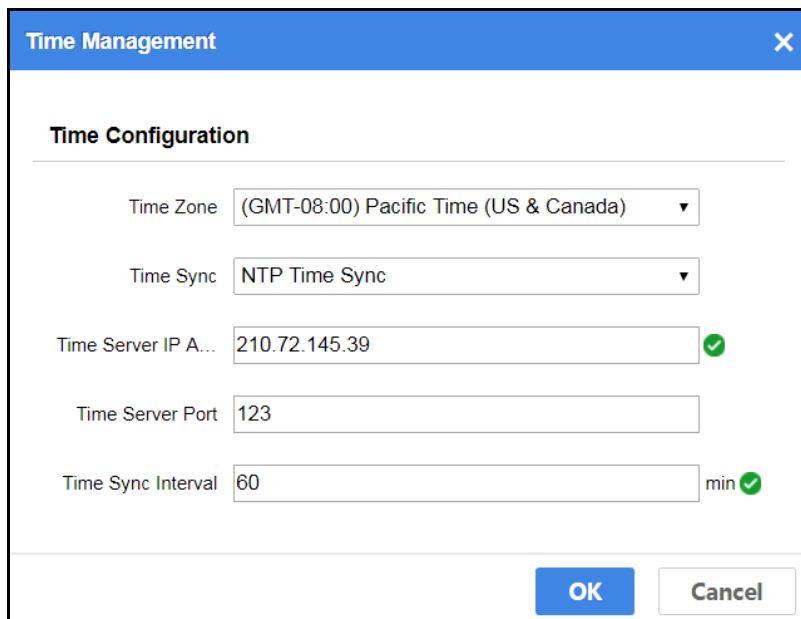 Time Management
Time Configuration
Time Zone (GMT-08:00) Pacific Time (US & Canada)
Time Sync NTP Time Sync
Time Server IP A... 210.72.145.39
Time Server Port 123
Time Sync Interval 60 min
OK Cancel